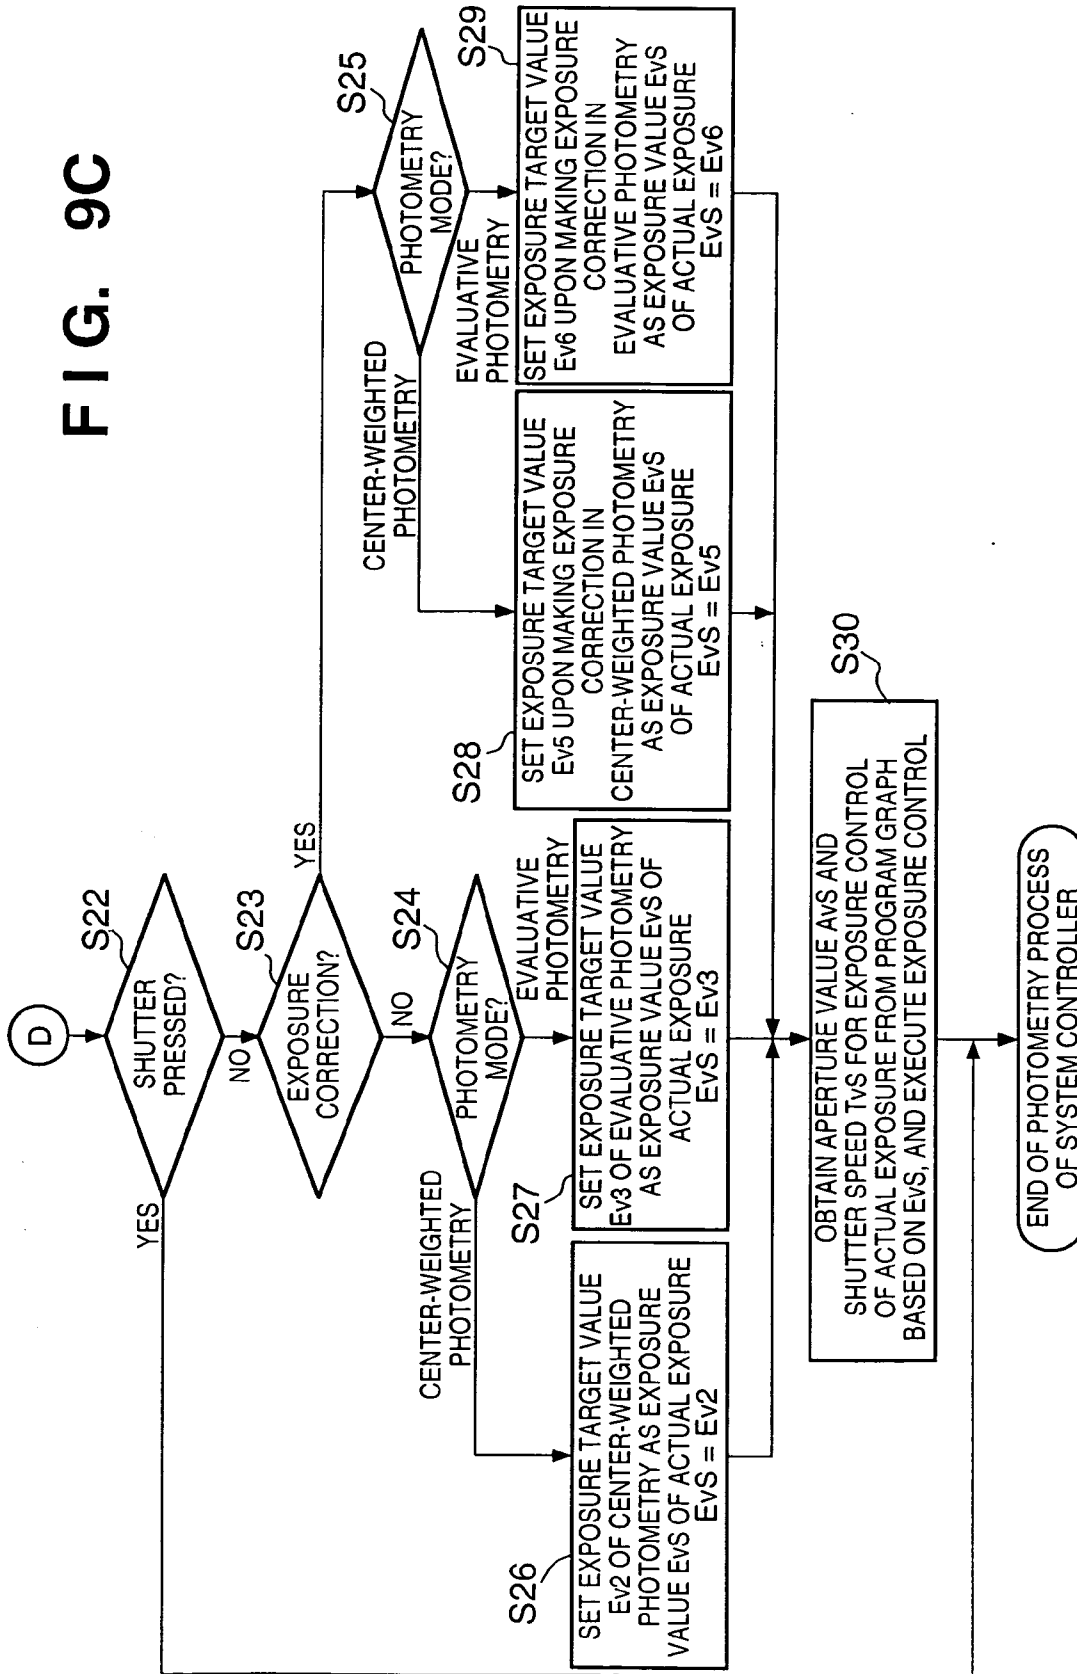 FIG. 9C
D
S22
SHUTTER
PRESSED?
YES
NO
S23
EXPOSURE
CORRECTION?
YES
NO
S24
PHOTOMETRY
MODE?
CENTER-WEIGHTED
PHOTOMETRY
EVALUATIVE
PHOTOMETRY
S25
PHOTOMETRY
MODE?
CENTER-WEIGHTED
PHOTOMETRY
EVALUATIVE
PHOTOMETRY
S26
SET EXPOSURE TARGET VALUE
Ev2 OF CENTER-WEIGHTED
PHOTOMETRY AS EXPOSURE
VALUE EvS OF ACTUAL EXPOSURE
EvS = Ev2
S27
SET EXPOSURE TARGET VALUE
Ev3 OF EVALUATIVE PHOTOMETRY
AS EXPOSURE VALUE EvS OF
ACTUAL EXPOSURE
EvS = Ev3
S28
SET EXPOSURE TARGET VALUE
Ev5 UPON MAKING EXPOSURE
CORRECTION IN
CENTER-WEIGHTED PHOTOMETRY
AS EXPOSURE VALUE EvS
OF ACTUAL EXPOSURE
EvS = Ev5
S29
SET EXPOSURE TARGET VALUE
Ev6 UPON MAKING EXPOSURE
CORRECTION IN
EVALUATIVE PHOTOMETRY
AS EXPOSURE VALUE EvS
OF ACTUAL EXPOSURE
EvS = Ev6
S30
OBTAIN APERTURE VALUE AvS AND
SHUTTER SPEED TvS FOR EXPOSURE CONTROL
OF ACTUAL EXPOSURE FROM PROGRAM GRAPH
BASED ON EvS, AND EXECUTE EXPOSURE CONTROL
END OF PHOTOMETRY PROCESS
OF SYSTEM CONTROLLER